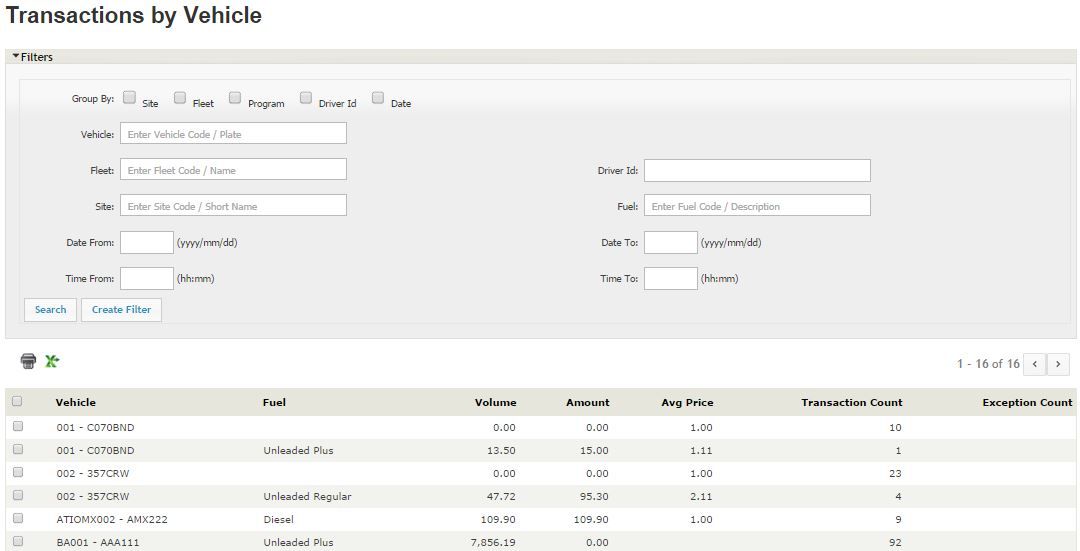 Transactions by Vehicle
Filters
Group By: Site Fleet Program Driver Id Date
Vehicle: Enter Vehicle Code / Plate
Fleet: Enter Fleet Code / Name Driver Id:
Site: Enter Site Code / Short Name Fuel: Enter Fuel Code / Description
Date From: (yyyy/mm/dd) Date To: (yyyy/mm/dd)
Time From: (hh:mm) Time To: (hh:mm)
Search Create Filter
1 - 16 of 16
Vehicle Fuel Volume Amount Avg Price Transaction Count Exception Count
001 - C070BND 0.00 0.00 1.00 10
001 - C070BND Unleaded Plus 13.50 15.00 1.11 1
002 - 357CRW 0.00 0.00 1.00 23
002 - 357CRW Unleaded Regular 47.72 95.30 2.11 4
ATIOMX002 - AMX222 Diesel 109.90 109.90 1.00 9
BA001 - AAA111 Unleaded Plus 7,856.19 0.00 92